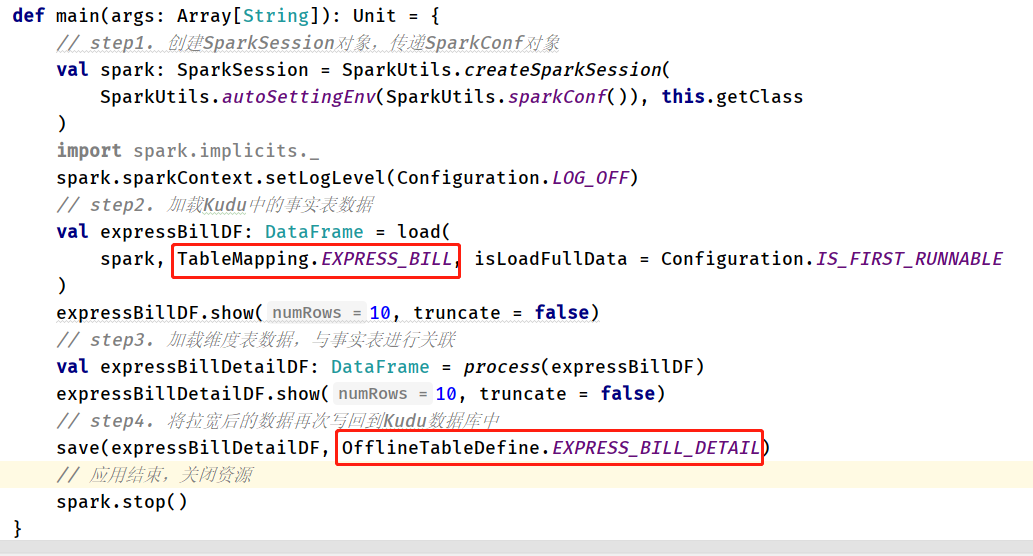 def main(args: Array[String]): Unit = {
// step1. 创建SparkSession对象，传递SparkConf对象
val spark: SparkSession = SparkUtils.createSparkSession(
SparkUtils.autoSettingEnv(SparkUtils.sparkConf()), this.getClass
)
import spark.implicits._
spark.sparkContext.setLogLevel(Configuration.LOG_OFF)
// step2. 加载Kudu中的事实表数据
val expressBillDF: DataFrame = load(
spark, TableMapping.EXPRESS_BILL, isLoadFullData = Configuration.IS_FIRST_RUNNABLE
)
expressBillDF.show( numRows = 10, truncate = false)
// step3. 加载维度表数据，与事实表进行关联
val expressBillDetailDF: DataFrame = process(expressBillDF)
expressBillDetailDF.show( numRows = 10, truncate = false)
// step4. 将拉宽后的数据再次写回到Kudu数据库中
save(expressBillDetailDF, OfflineTableDefine.EXPRESS_BILL_DETAIL)
// 应用结束，关闭资源
spark.stop()
}